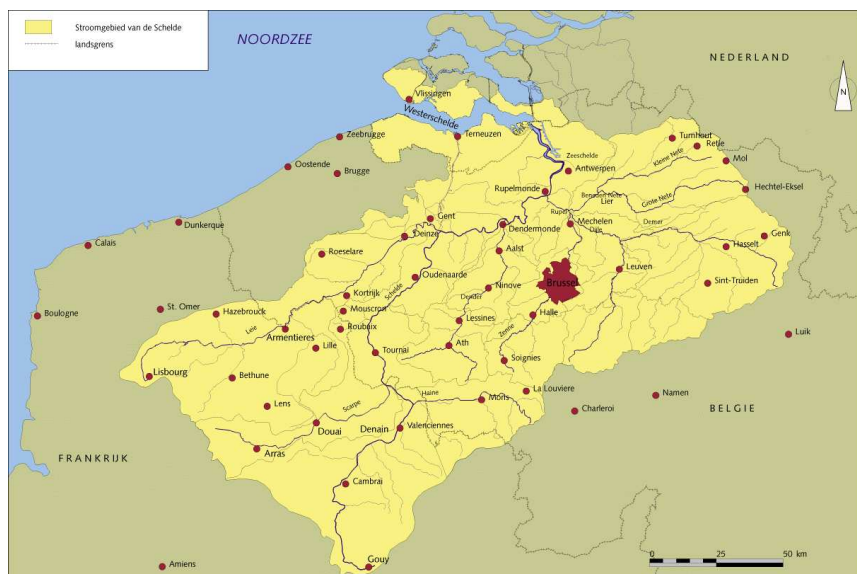 Stroomgebied van de Schelde
landsgrens
NOORDZEE
NEDERLAND
N
Vlissingen
Westerschelde
Zeebrugge
Terneuzen
Turnhout
Retie
Zeeschelde
Kleine Nete
Mol
Oostende
Brugge
Antwerpen
Rupelmonde
Beneden Nete
Lier
Grote Nete
Hechtel-Eksel
Dunkerque
Gent
Rupel
Mechelen
Demer
Calais
Deinze
Dendermonde
Dijle
Genk
Roeselare
Aalst
Hasselt
Oudenaarde
Leuven
Schelde
Brussel
Sint-Truiden
Kortrijk
Dender
Ninove
Boulogne
St. Omer
Hazebrouck
Mouscron
Lessines
Halle
Leie
Roubaix
Zenne
Armentieres
Luik
Lille
Tournai
Ath
Soignies
Lisbourg
Bethune
Haine
La Louviere
Mons
Namen
Lens
Scarpe
Charleroi
BELGIE
Douai
Denain
Valenciennes
Arras
FRANKRIJK
Cambrai
Gouy
Amiens
0 25 50 km